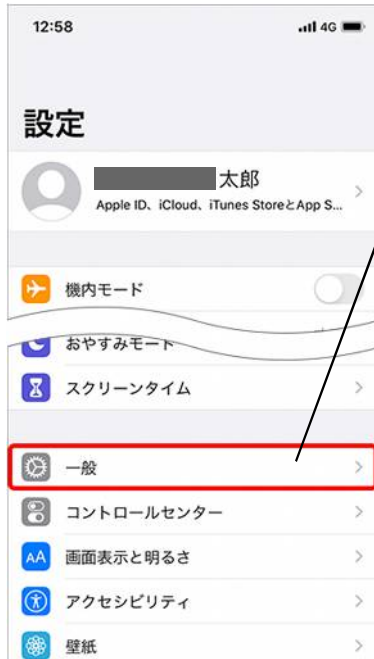 12:58 4G
設定
太郎
Apple ID、iCloud、iTunes StoreとApp S...
機内モード
おやすみモード
スクリーンタイム
一般
コントロールセンター
AA 画面表示と明るさ
アクセシビリティ
壁紙